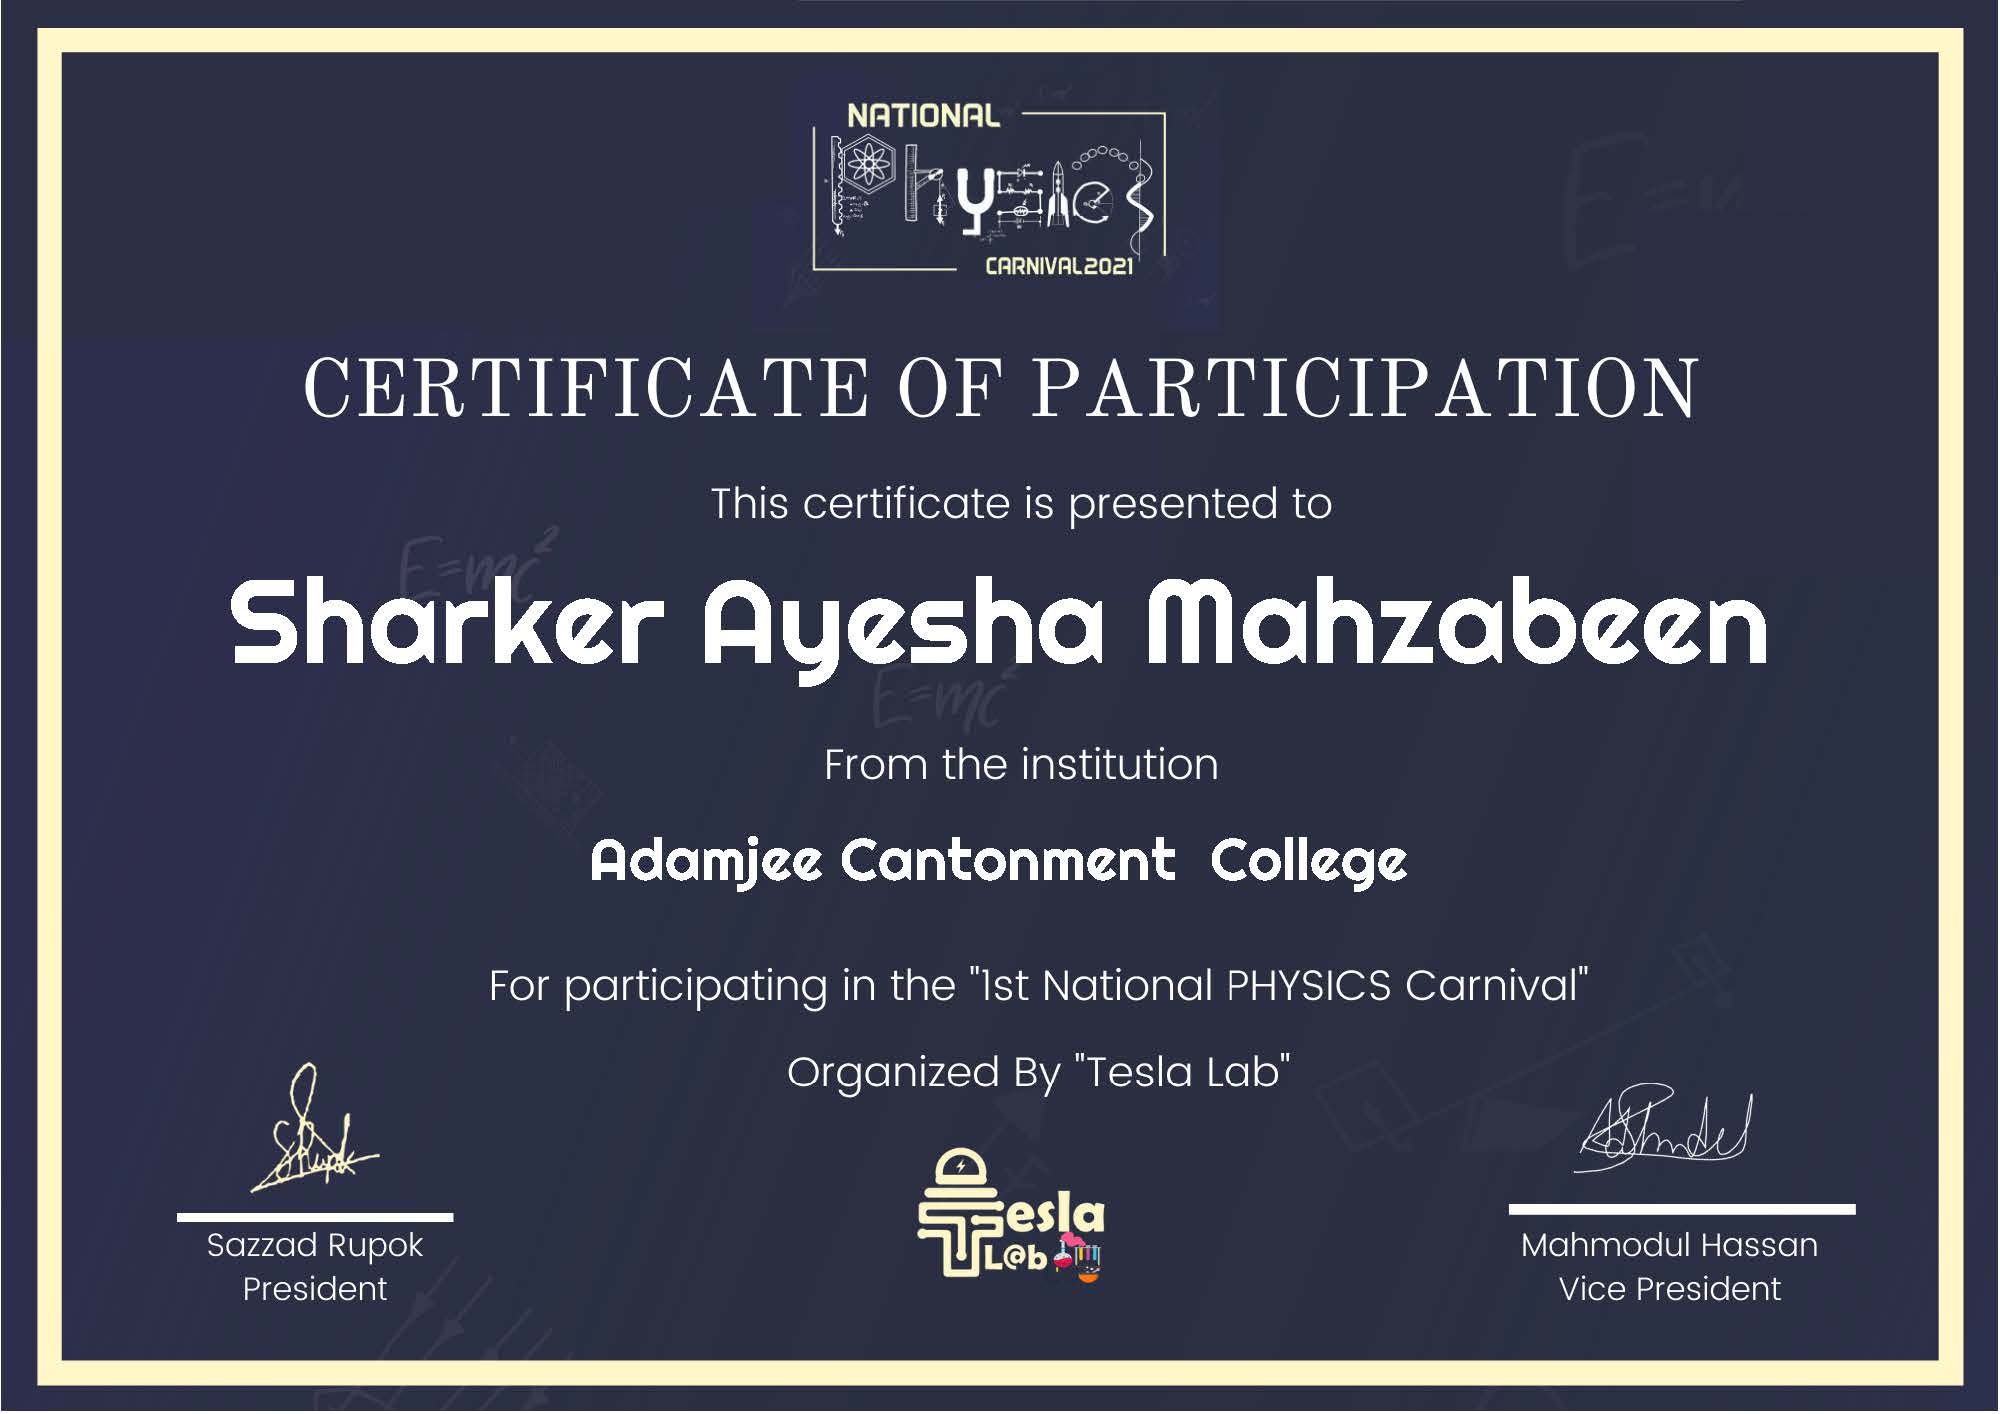 NATIONAL
Physics
CARNIVAL2021
CERTIFICATE OF PARTICIPATION
This certificate is presented to
E=mc²
Sharker Ayesha Mahzabeen
E=mc²
From the institution
Adamjee Cantonment College
For participating in the "1st National PHYSICS Carnival"
Organized By "Tesla Lab"
Tesla
L@b
Sazzad Rupok
President
Mahmodul Hassan
Vice President